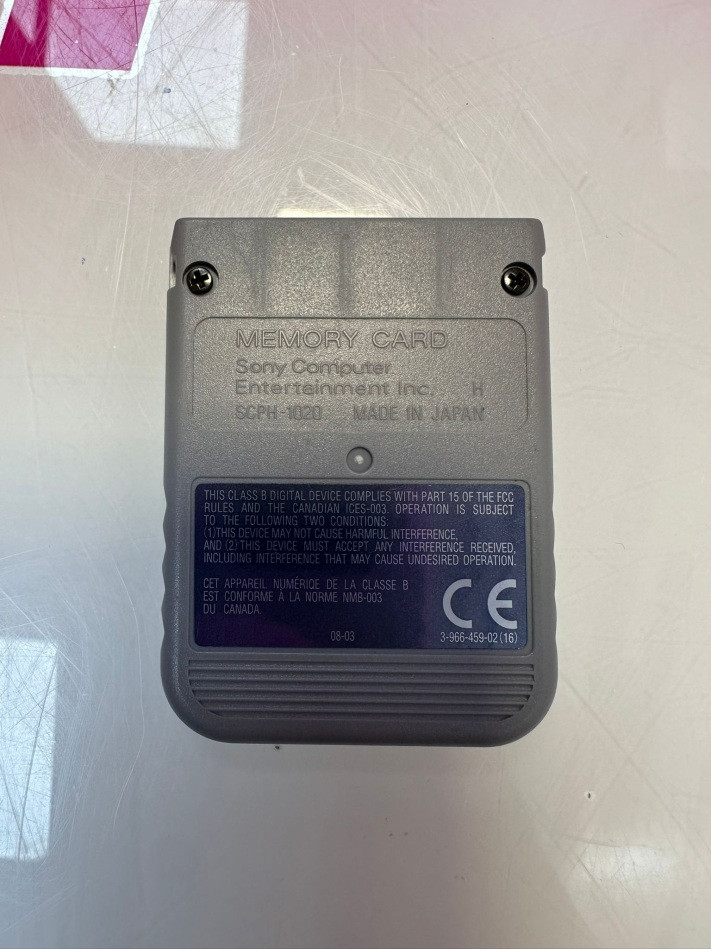 MEMORY CARD
Sony Computer
Entertainment Inc. H
SCPH-1020 MADE IN JAPAN
THIS CLASS B DIGITAL DEVICE COMPLIES WITH PART 15 OF THE FCC
RULES AND THE CANADIAN ICES-003. OPERATION IS SUBJECT
TO THE FOLLOWING TWO CONDITIONS:
(1)THIS DEVICE MAY NOT CAUSE HARMFUL INTERFERENCE,
AND (2) THIS DEVICE MUST ACCEPT ANY INTERFERENCE RECEIVED,
INCLUDING INTERFERENCE THAT MAY CAUSE UNDESIRED OPERATION.
CET APPAREIL NUMÉRIQE DE LA CLASSE B
EST CONFORME À LA NORME NMB-003
DU CANADA.
CE
08-03 3-966-459-02(16)